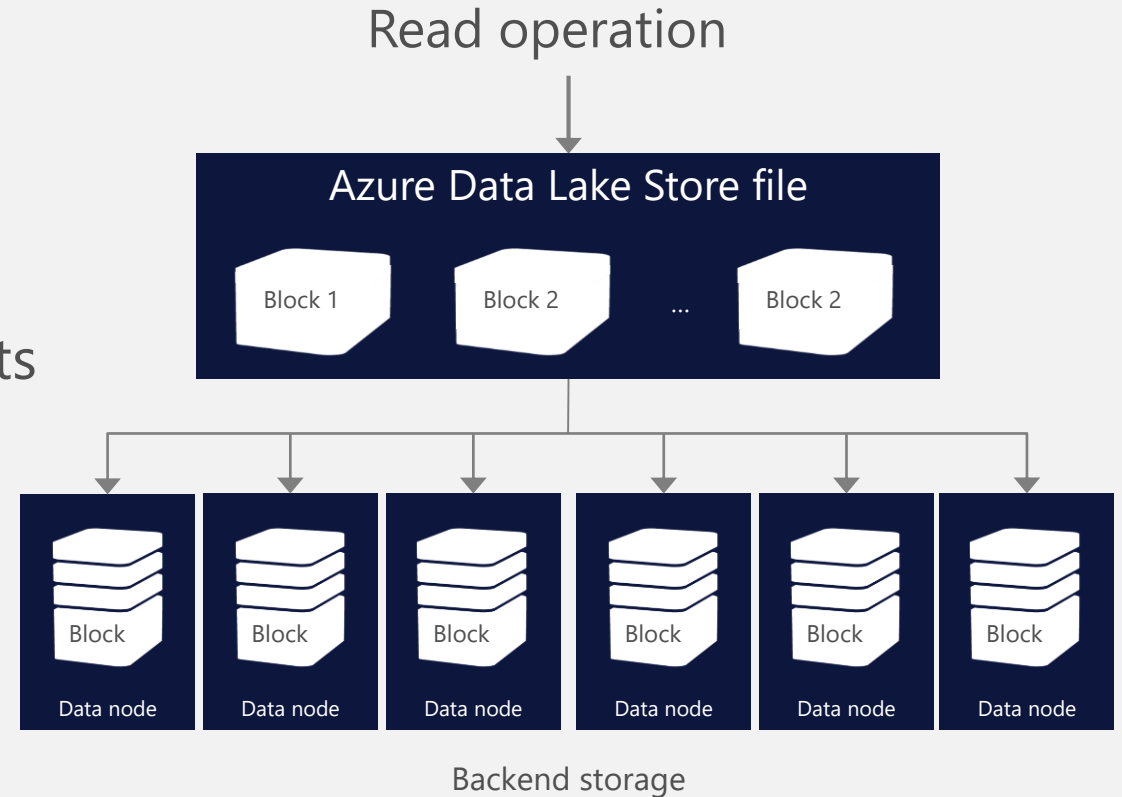 Read operation
Azure Data Lake Store file
Block 1 Block 2 ... Block 2
ts
Block Block Block Block Block Block
Data node Data node Data node Data node Data node Data node
Backend storage